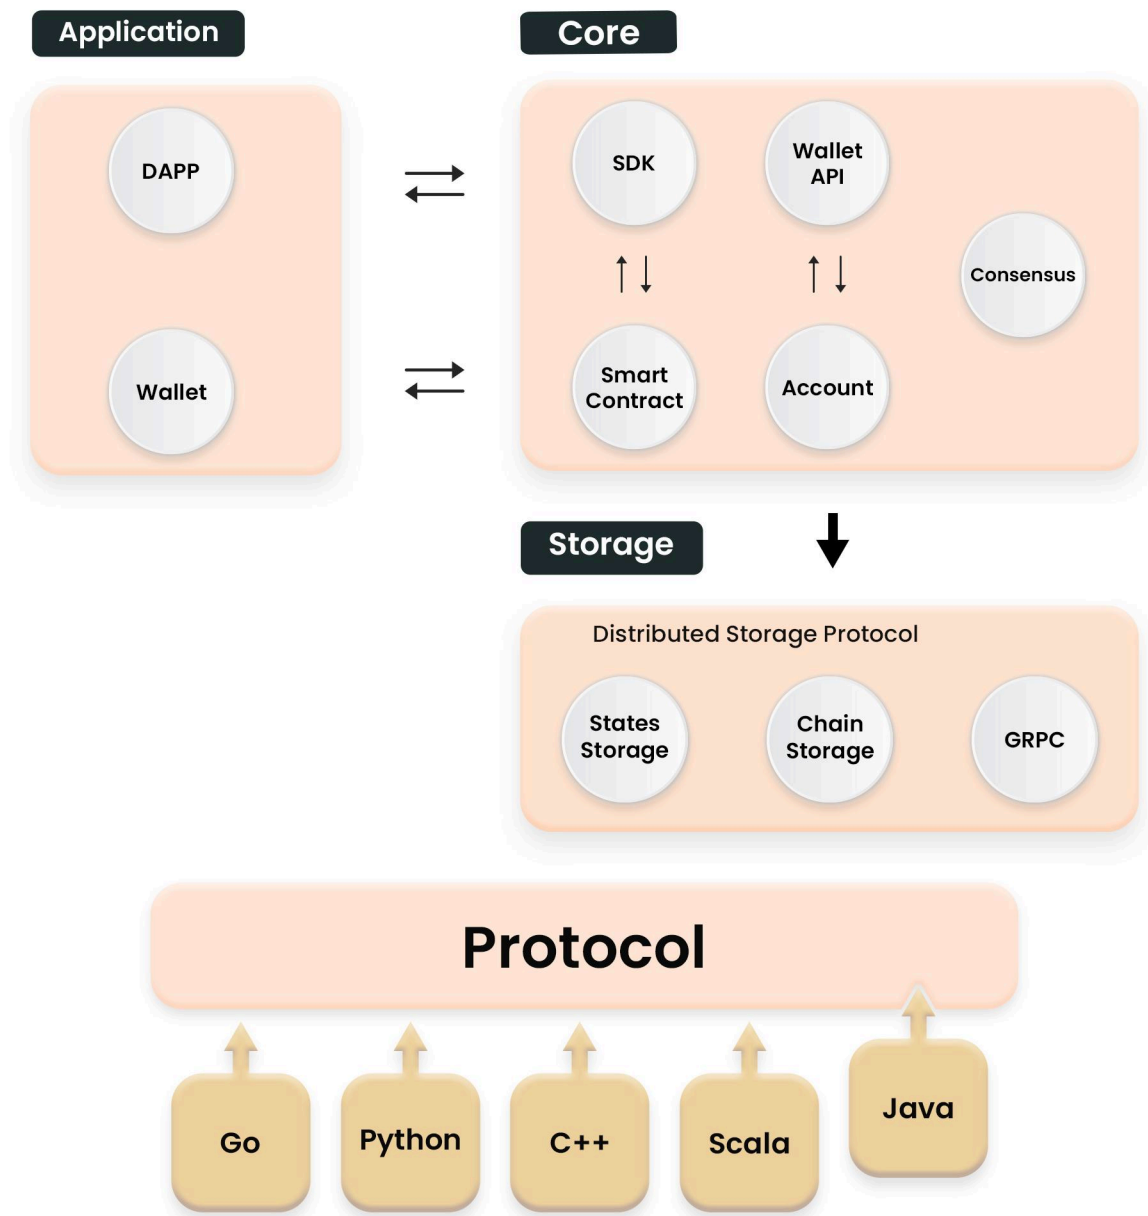 Application
Core
DAPP
Wallet
SDK
Wallet
API
Consensus
Smart
Contract
Account
Storage
Distributed Storage Protocol
States
Storage
Chain
Storage
GRPC
Protocol
Go
Python
C++
Scala
Java